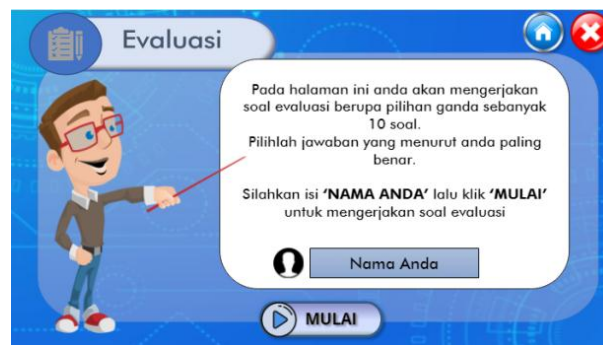 Evaluasi
Pada halaman ini anda akan mengerjakan
soal evaluasi berupa pilihan ganda sebanyak
10 soal.
Pilihlah jawaban yang menurut anda paling
benar.
Silahkan isi ‘NAMA ANDA’ lalu klik ‘MULAI’
untuk mengerjakan soal evaluasi
Nama Anda
MULAI